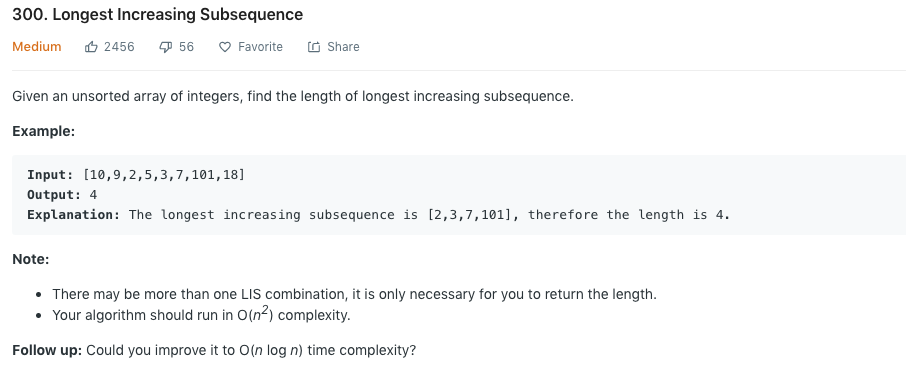 300. Longest Increasing Subsequence
Medium 2456 56 Favorite Share
Given an unsorted array of integers, find the length of longest increasing subsequence.
Example:
Input: [10,9,2,5,3,7,101,18]
Output: 4
Explanation: The longest increasing subsequence is [2,3,7,101], therefore the length is 4.
Note:
• There may be more than one LIS combination, it is only necessary for you to return the length.
• Your algorithm should run in O(n²) complexity.
Follow up: Could you improve it to O(n log n) time complexity?